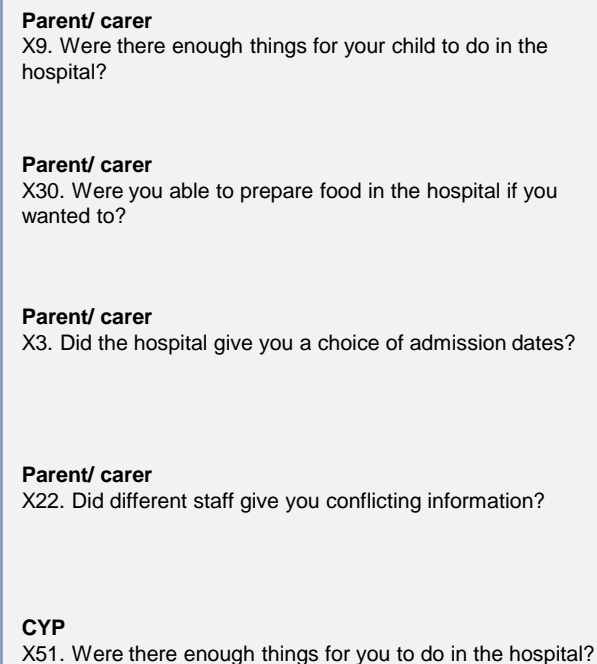 Parent/ carer
X9. Were there enough things for your child to do in the
hospital?
Parent/ carer
X30. Were you able to prepare food in the hospital if you
wanted to?
Parent/ carer
X3. Did the hospital give you a choice of admission dates?
Parent/ carer
X22. Did different staff give you conflicting information?
CYP
X51. Were there enough things for you to do in the hospital?